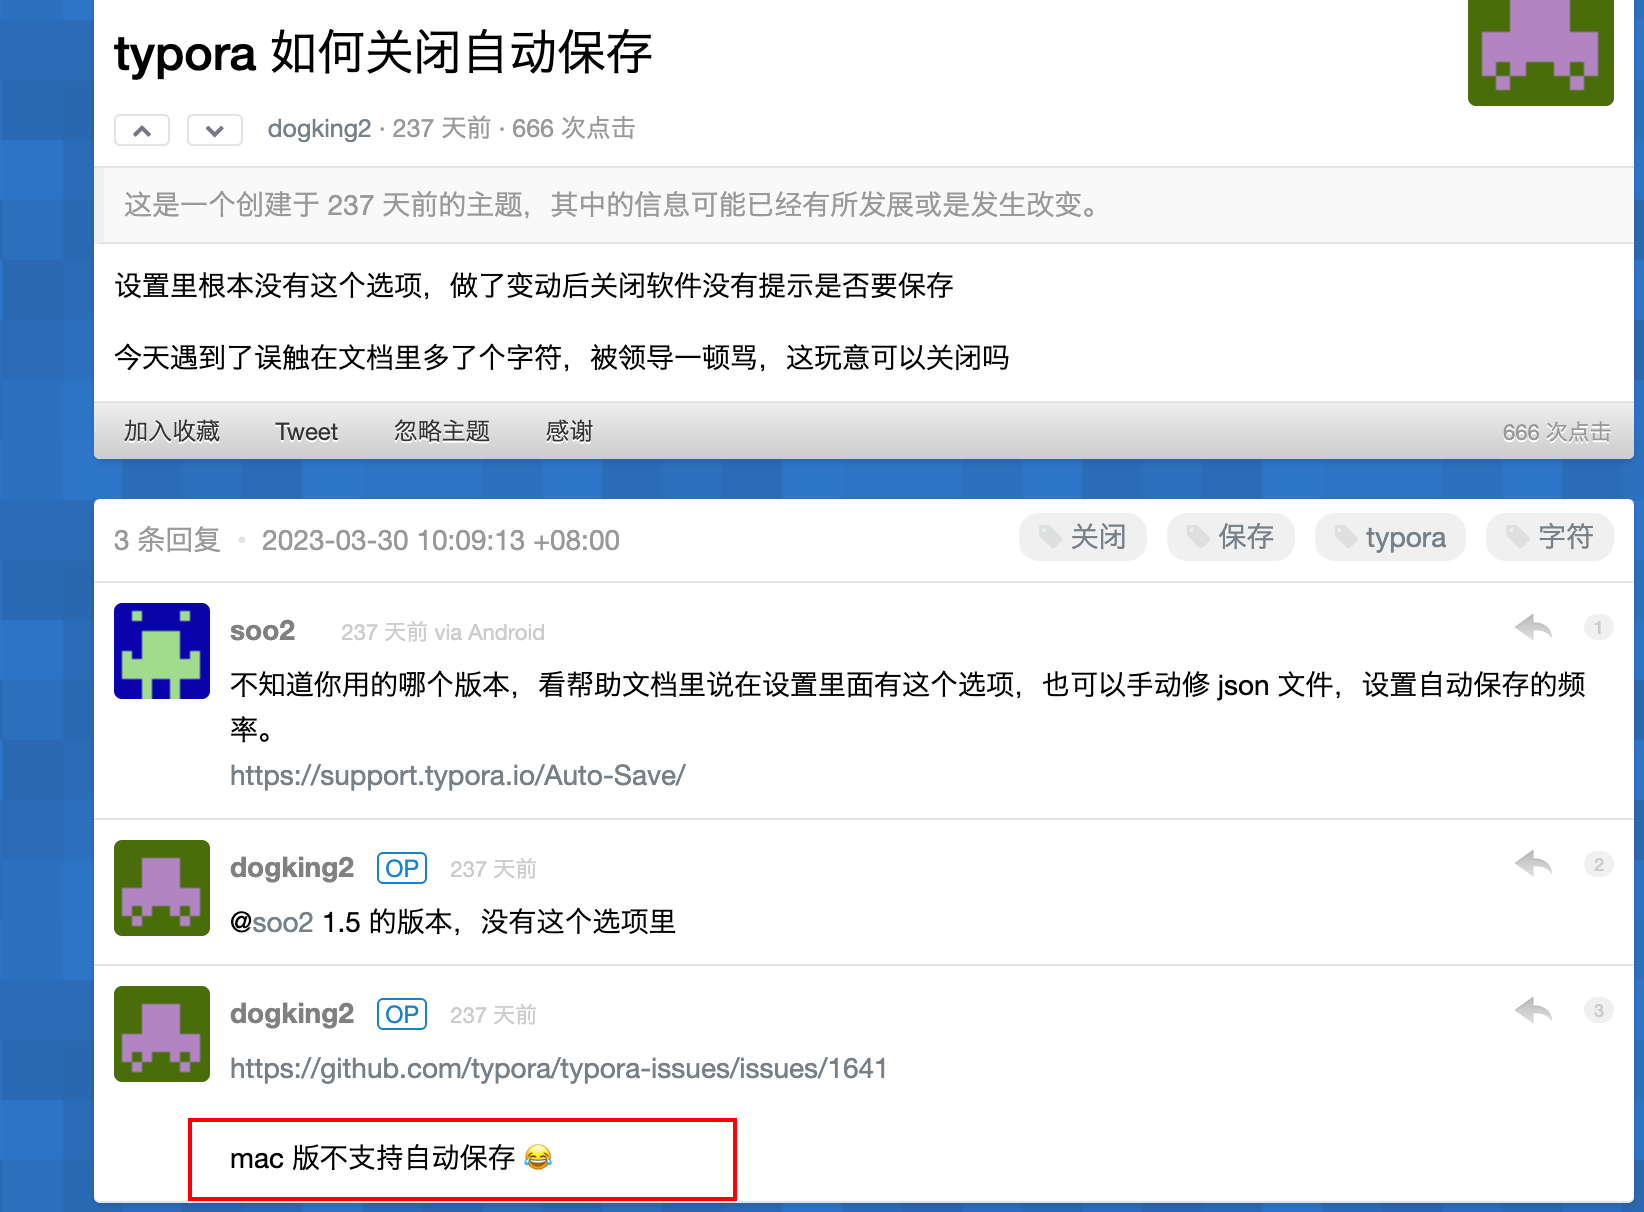 typora 如何关闭自动保存
dogking2 · 237 天前 · 666 次点击
这是一个创建于 237 天前的主题，其中的信息可能已经有所发展或是发生改变。
设置里根本没有这个选项，做了变动后关闭软件没有提示是否要保存
今天遇到了误触在文档里多了个字符，被领导一顿骂，这玩意可以关闭吗
加入收藏 Tweet 忽略主题 感谢 666 次点击
3 条回复 • 2023-03-30 10:09:13 +08:00 关闭 保存 typora 字符
soo2 237 天前 via Android 1
不知道你用的哪个版本，看帮助文档里说在设置里面有这个选项，也可以手动修 json 文件，设置自动保存的频
率。
https://support.typora.io/Auto-Save/
dogking2 OP 237 天前 2
@soo2 1.5 的版本，没有这个选项里
dogking2 OP 237 天前 3
https://github.com/typora/typora-issues/issues/1641
mac 版不支持自动保存 😂